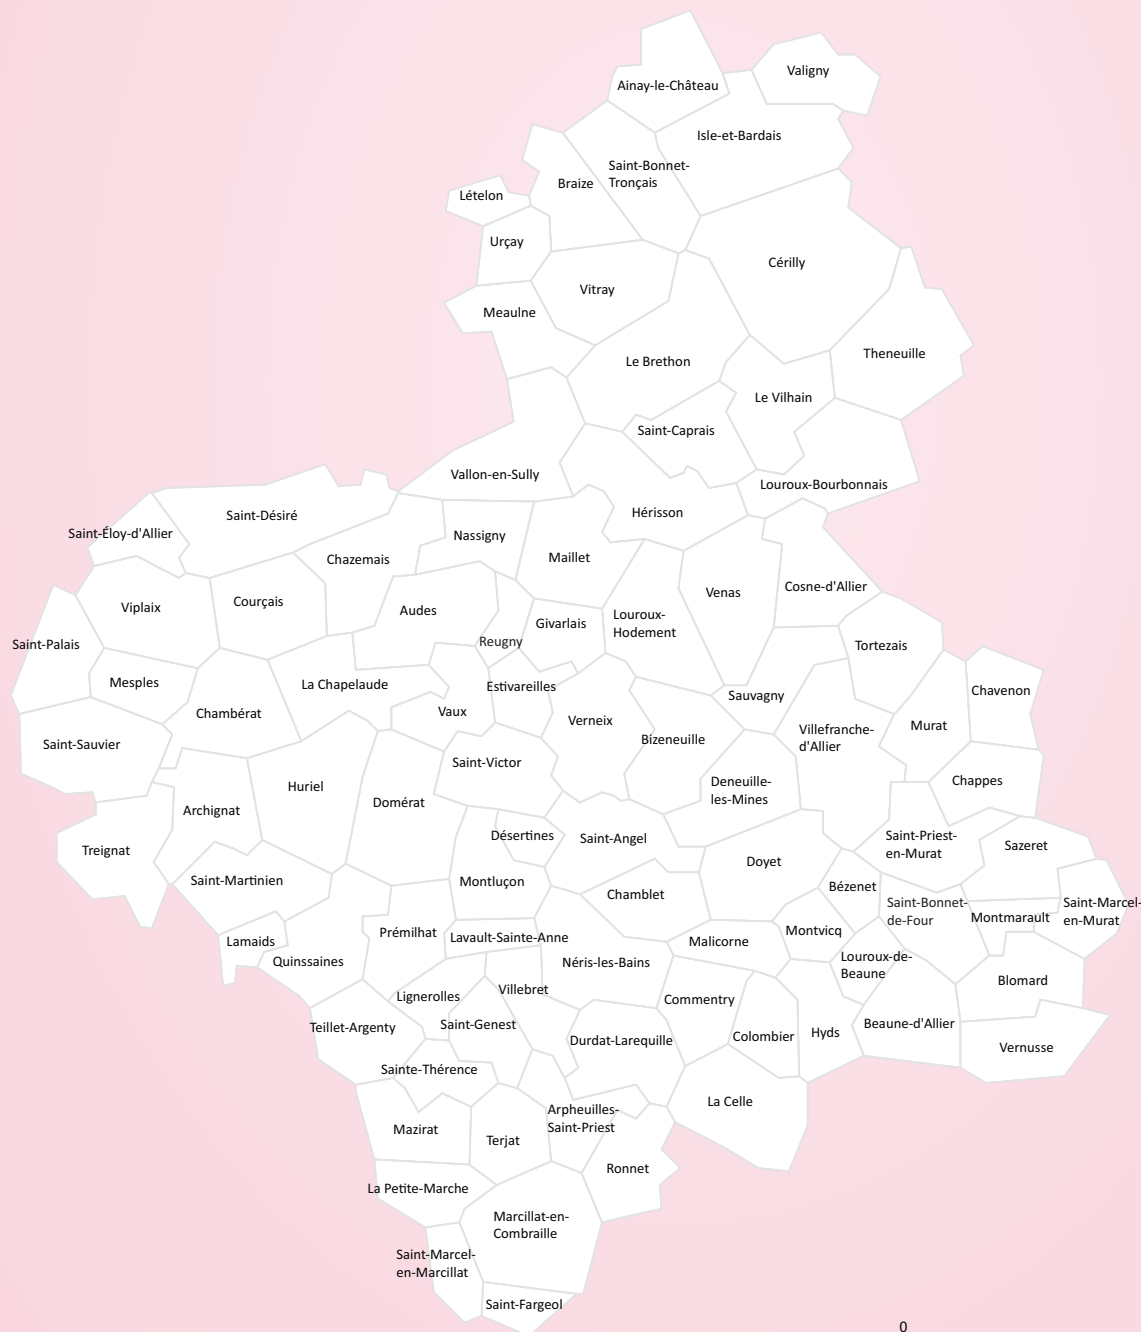 Valigny
Ainay-le-Château
Isle-et-Bardais
Saint-Bonnet-
Tronçais
Braize
Lételon
Urçay
Cérilly
Vitray
Meaulne
Theneuille
Le Brethon
Le Vilhain
Saint-Caprais
Vallon-en-Sully
Louroux-Bourbonnais
Hérisson
Saint-Désiré
Saint-Éloy-d'Allier
Nassigny
Maillet
Chazemais
Cosne-d'Allier
Venas
Courçais
Viplaix
Audes
Givarlais
Louroux-
Hodement
Reugny
Saint-Palais
Tortezais
Mesples
La Chapelaude
Estivareilles
Chavenon
Sauvagny
Chambérat
Vaux
Verneix
Murat
Villefranche-
d'Allier
Bizeneuille
Saint-Sauvier
Saint-Victor
Chappes
Huriel
Deneuille-
les-Mines
Domérat
Archignat
Désertines
Saint-Angel
Saint-Priest-
en-Murat
Sazeret
Treignat
Doyet
Saint-Martinien
Montluçon
Bézenet
Chamblet
Saint-Bonnet-
de-Four
Saint-Marcel-
en-Murat
Montmarault
Prémilhat
Montvicq
Lavault-Sainte-Anne
Lamaids
Malicorne
Quinssaines
Néris-les-Bains
Louroux-de-
Beaune
Blomard
Villebret
Lignerolles
Commentry
Saint-Genest
Teillet-Argenty
Beaune-d'Allier
Hyds
Colombier
Durdat-Larequille
Vernusse
Sainte-Thérence
La Celle
Arpheuilles-
Saint-Priest
Mazirat
Terjat
Ronnet
La Petite-Marche
Marcillat-en-
Combraille
Saint-Marcel-
en-Marcillat
Saint-Fargeol
0